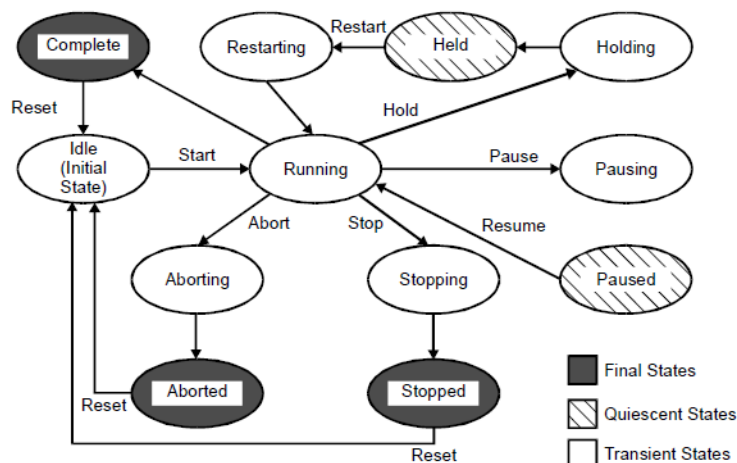 Complete
Restarting
Restart
Held
Holding
Reset
Hold
Idle
(Initial
State)
Start
Running
Pause
Pausing
Abort
Stop
Resume
Aborting
Stopping
Paused
Aborted
Stopped
Reset
Reset
Final States
Quiescent States
Transient States